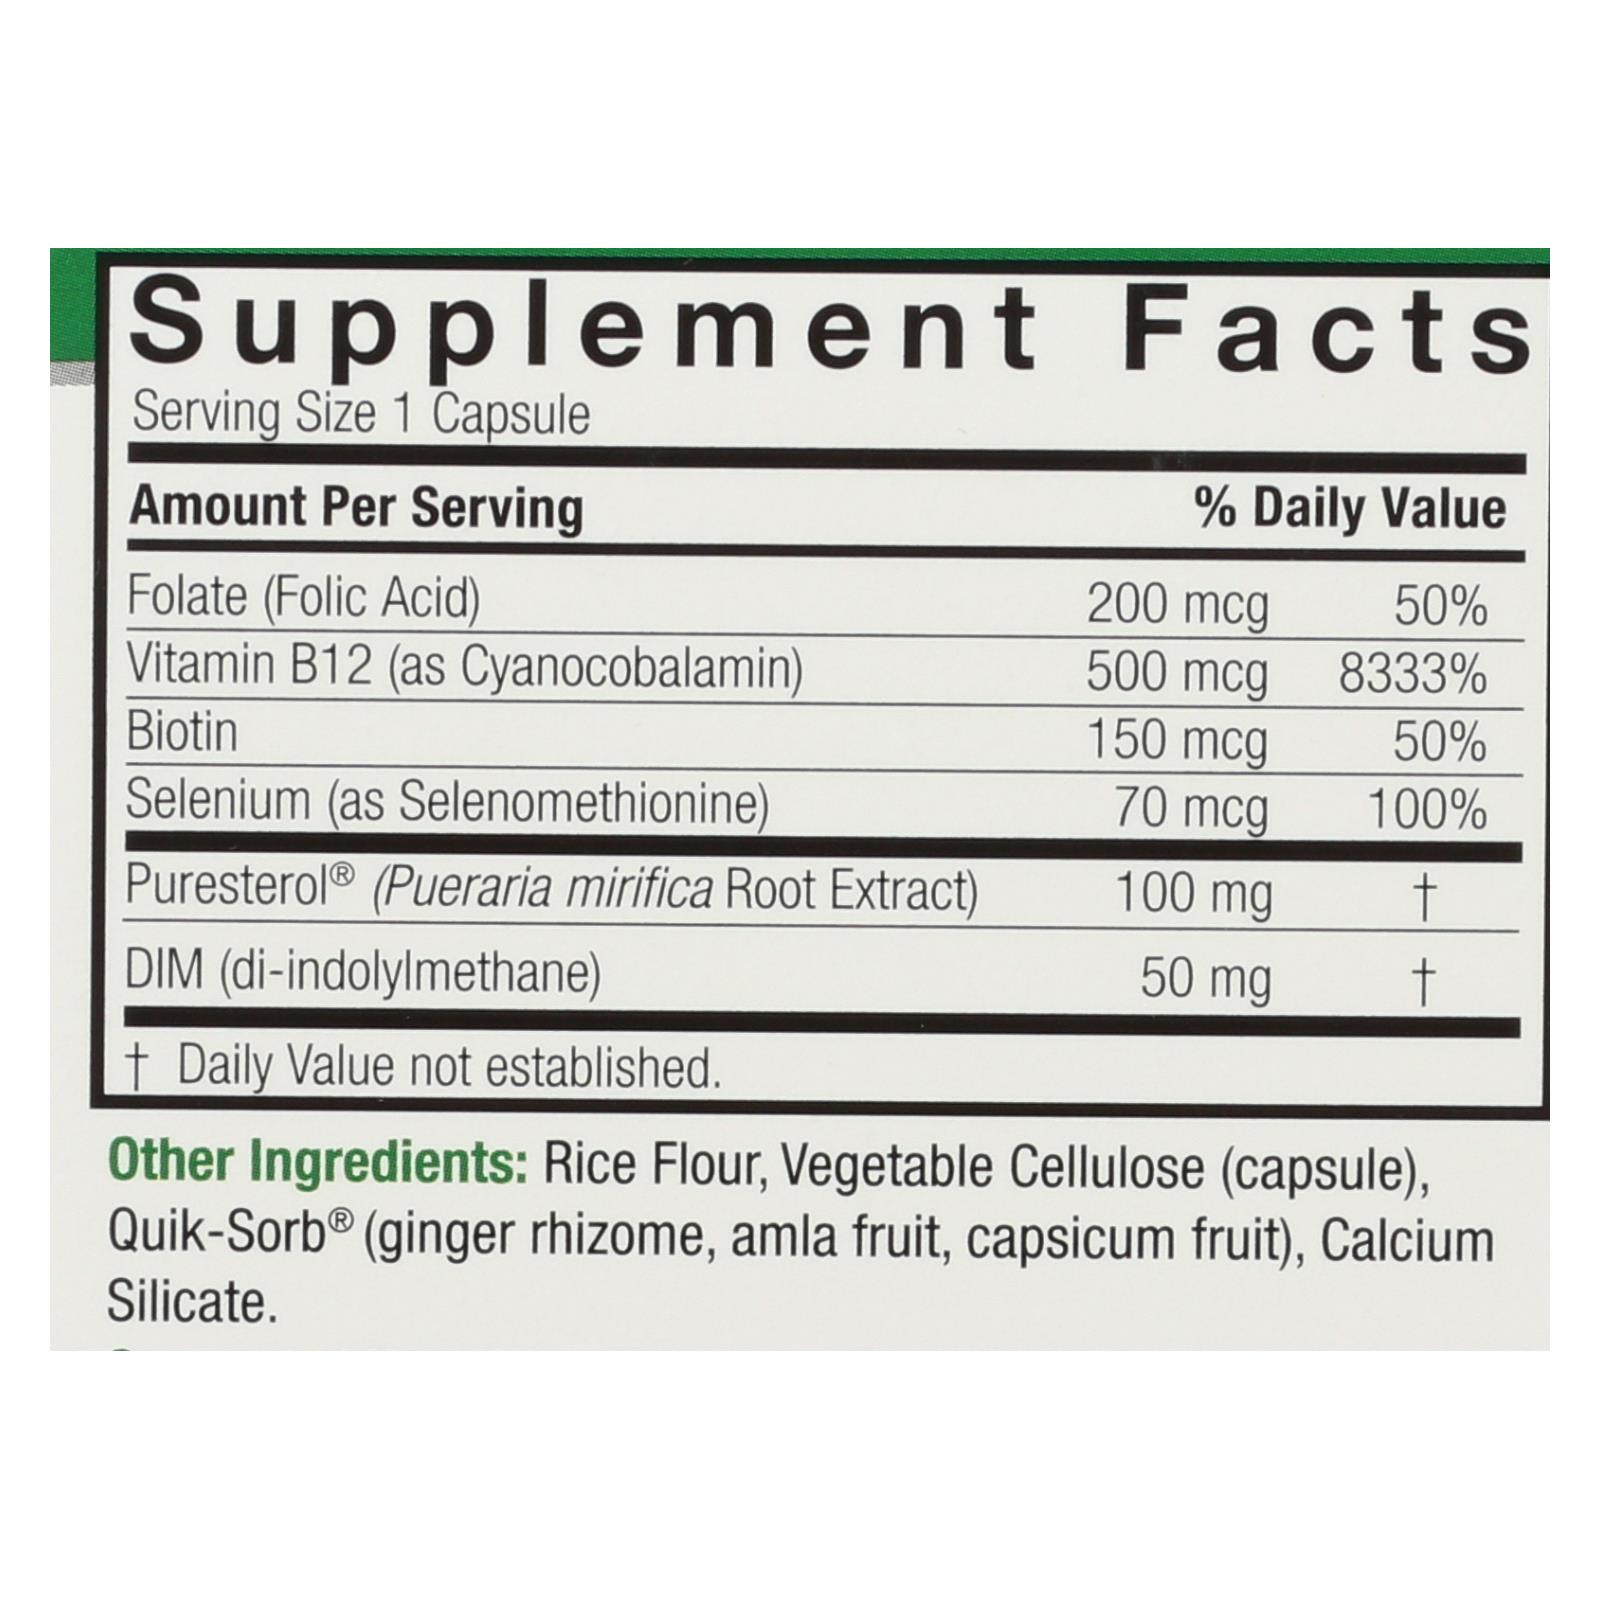 Supplement Facts
Serving Size 1 Capsule
Amount Per Serving % Daily Value
Folate (Folic Acid) 200 mcg 50%
Vitamin B12 (as Cyanocobalamin) 500 mcg 8333%
Biotin 150 mcg 50%
Selenium (as Selenomethionine) 70 mcg 100%
Puresterol® (Pueraria mirifica Root Extract) 100 mg †
DIM (di-indolylmethane) 50 mg †
† Daily Value not established.
Other Ingredients: Rice Flour, Vegetable Cellulose (capsule),
Quik-Sorb® (ginger rhizome, amla fruit, capsicum fruit), Calcium
Silicate.